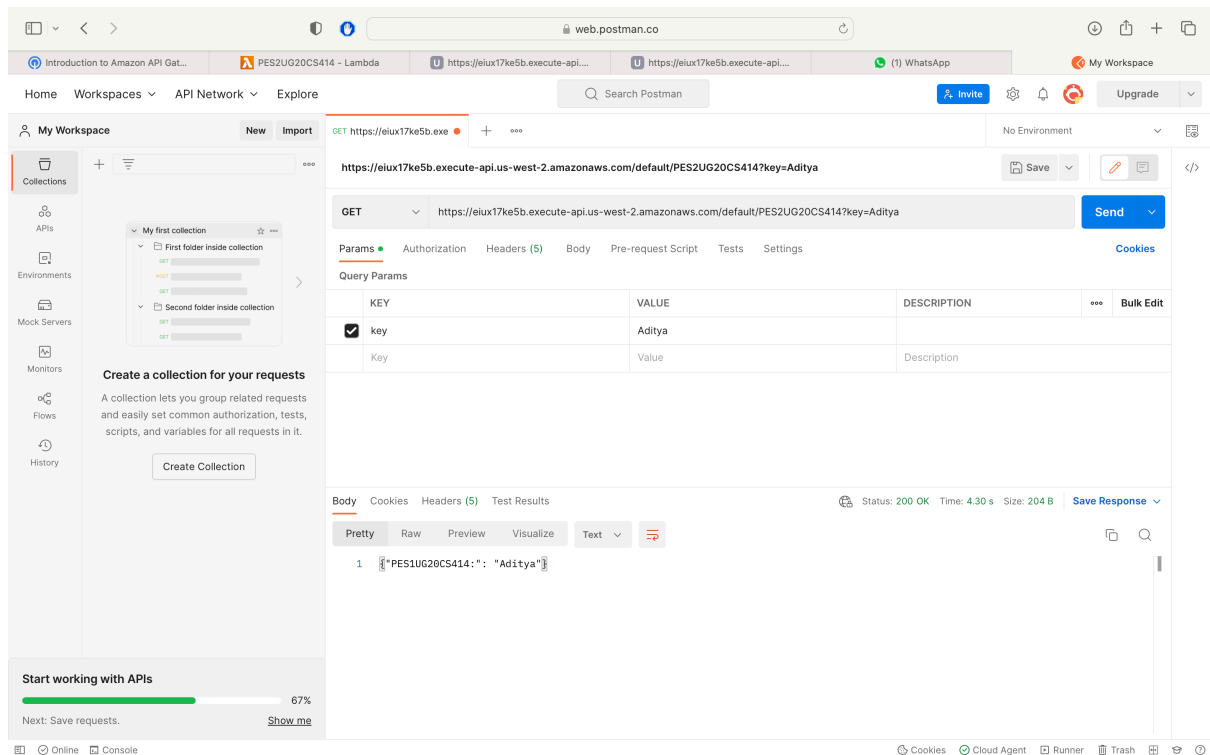 web.postman.co
Introduction to Amazon API Gat...
PES2UG20CS414 - Lambda
U https://eiux17ke5b.execute-api....
U https://eiux17ke5b.execute-api....
(1) WhatsApp
My Workspace
Home Workspaces API Network Explore
Search Postman
Invite
Upgrade
My Workspace
New Import
GET https://eiux17ke5b.exe
No Environment
Collections
APIs
Environments
Mock Servers
Monitors
Flows
History
My first collection
First folder inside collection
GET
POST
GET
Second folder inside collection
GET
GET
Create a collection for your requests
A collection lets you group related requests
and easily set common authorization, tests,
scripts, and variables for all requests in it.
Create Collection
Start working with APIs
67%
Next: Save requests. Show me
https://eiux17ke5b.execute-api.us-west-2.amazonaws.com/default/PES2UG20CS414?key=Aditya
Save
GET https://eiux17ke5b.execute-api.us-west-2.amazonaws.com/default/PES2UG20CS414?key=Aditya
Send
Params Authorization Headers (5) Body Pre-request Script Tests Settings
Cookies
Query Params
KEY VALUE DESCRIPTION Bulk Edit
key Aditya
Key Value Description
Body Cookies Headers (5) Test Results
Status: 200 OK Time: 4.30 s Size: 204 B Save Response
Pretty Raw Preview Visualize Text
1 {"PES1UG20CS414:": "Aditya"}
Online Console
Cookies Cloud Agent Runner Trash